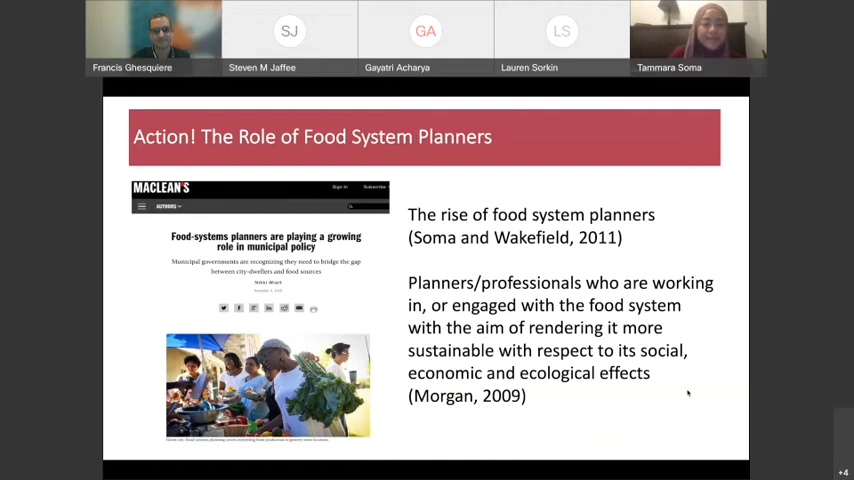 SJ
GA
LS
Francis Ghesquiere
Steven M Jaffee
Gayatri Acharya
Lauren Sorkin
Tammara Soma
Action! The Role of Food System Planners
MACLEAN'S
Sign In
Subscribe
AUTHORS
Food-systems planners are playing a growing
role in municipal policy
Municipal governments are recognizing they need to bridge the gap
between city-dwellers and food sources
The rise of food system planners
(Soma and Wakefield, 2011)
Planners/professionals who are working
in, or engaged with the food system
with the aim of rendering it more
sustainable with respect to its social,
economic and ecological effects
(Morgan, 2009)
+4